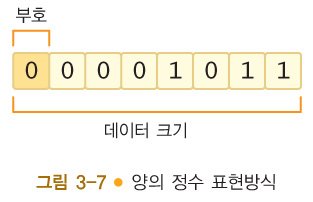 부호
0 0 0 0 1 0 1 1
데이터 크기
그림 3-7 ● 양의 정수 표현방식